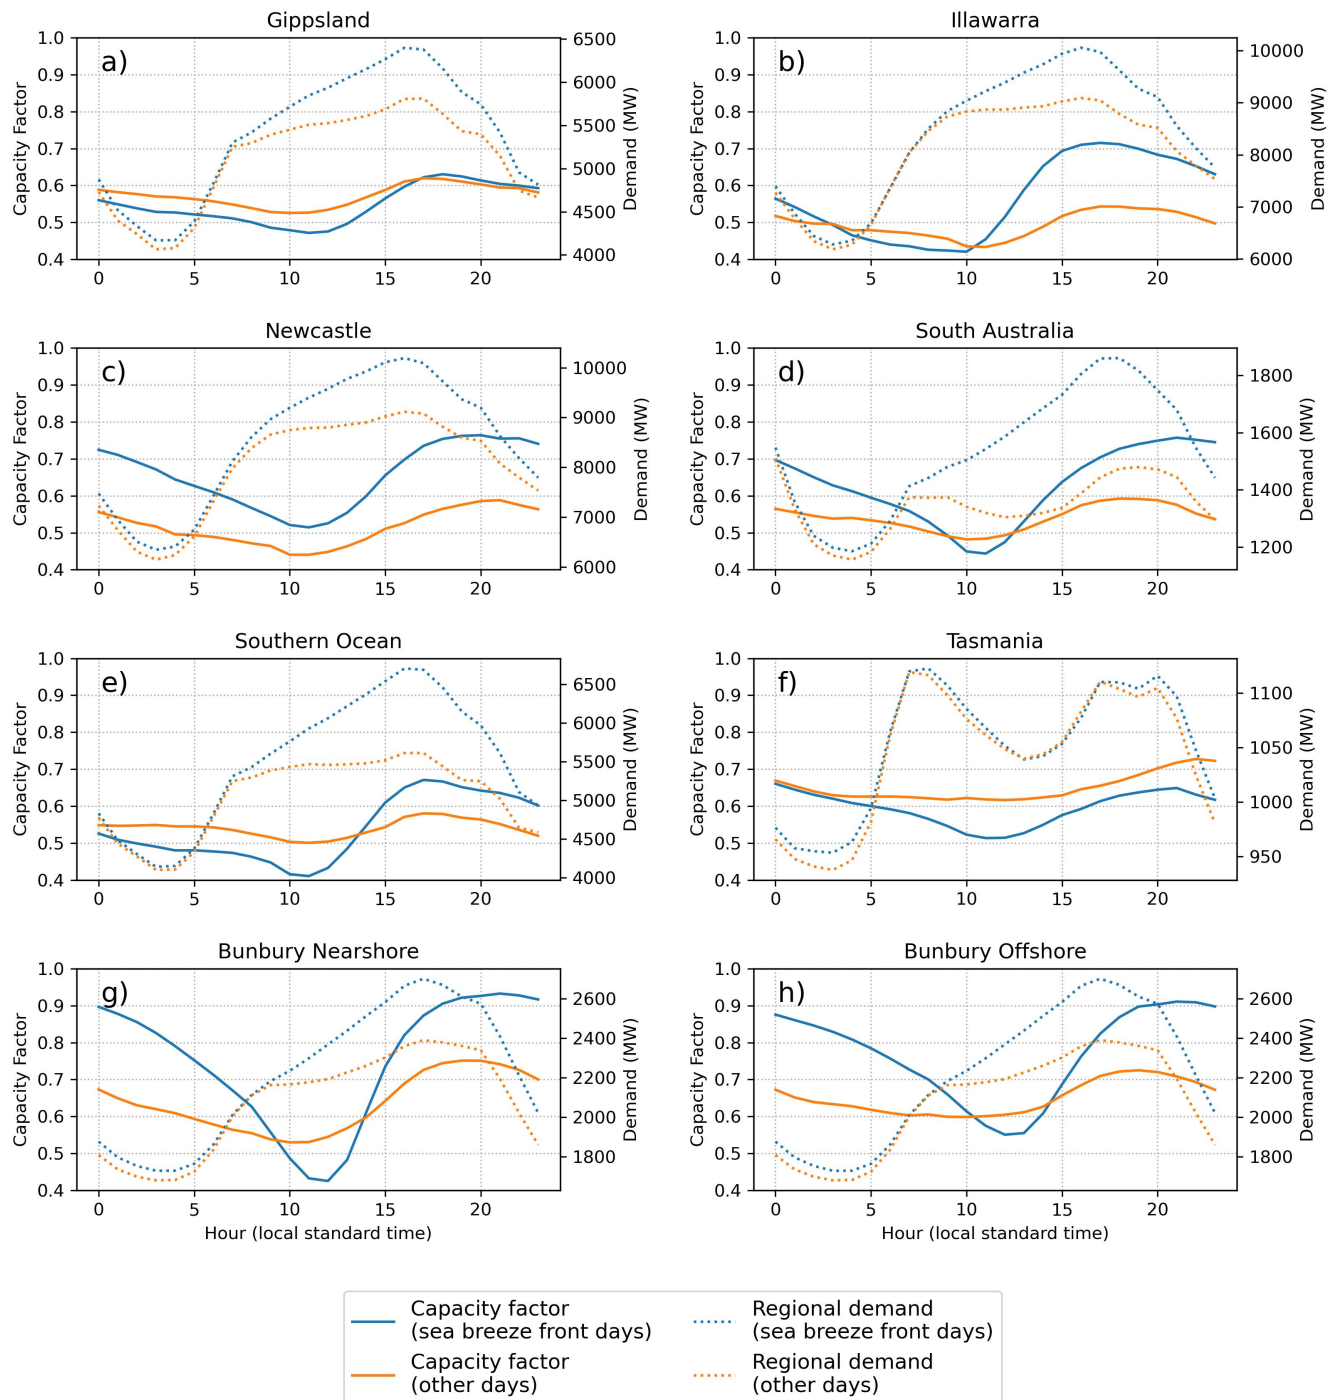 Gippsland
a)
1.0
0.9
0.8
0.7
0.6
0.5
0.4
Capacity Factor
6500
6000
5500
5000
4500
4000
Demand (MW)
0 5 10 15 20
Illawarra
b)
1.0
0.9
0.8
0.7
0.6
0.5
0.4
Capacity Factor
10000
9000
8000
7000
6000
Demand (MW)
0 5 10 15 20
Newcastle
c)
1.0
0.9
0.8
0.7
0.6
0.5
0.4
Capacity Factor
10000
9000
8000
7000
6000
Demand (MW)
0 5 10 15 20
South Australia
d)
1.0
0.9
0.8
0.7
0.6
0.5
0.4
Capacity Factor
1800
1600
1400
1200
Demand (MW)
0 5 10 15 20
Southern Ocean
e)
1.0
0.9
0.8
0.7
0.6
0.5
0.4
Capacity Factor
6500
6000
5500
5000
4500
4000
Demand (MW)
0 5 10 15 20
Tasmania
f)
1.0
0.9
0.8
0.7
0.6
0.5
0.4
Capacity Factor
1100
1050
1000
950
Demand (MW)
0 5 10 15 20
Bunbury Nearshore
g)
1.0
0.9
0.8
0.7
0.6
0.5
0.4
Capacity Factor
2600
2400
2200
2000
1800
Demand (MW)
0 5 10 15 20
Hour (local standard time)
Bunbury Offshore
h)
1.0
0.9
0.8
0.7
0.6
0.5
0.4
Capacity Factor
2600
2400
2200
2000
1800
Demand (MW)
0 5 10 15 20
Hour (local standard time)
Capacity factor
(sea breeze front days)
Capacity factor
(other days)
Regional demand
(sea breeze front days)
Regional demand
(other days)